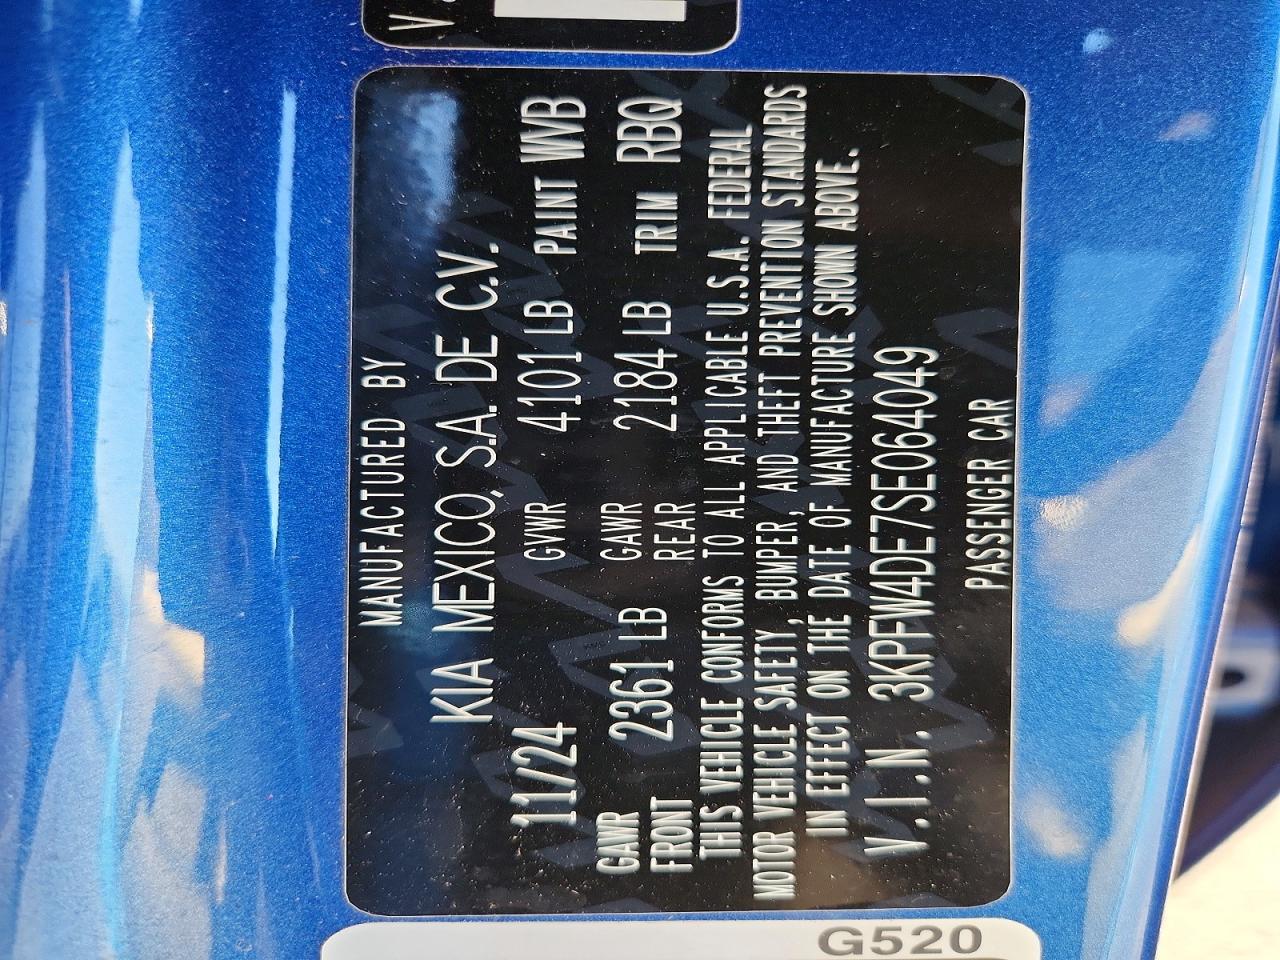 MANUFACTURED BY
KIA MEXICO, S.A. DE C.V.
11/24 GVWR 4101 LB PAINT WB
GAWR FRONT 2361 LB GAWR REAR 2184 LB TRIM RBQ
THIS VEHICLE CONFORMS TO ALL APPLICABLE U.S.A. FEDERAL
MOTOR VEHICLE SAFETY, BUMPER, AND THEFT PREVENTION STANDARDS
IN EFFECT ON THE DATE OF MANUFACTURE SHOWN ABOVE.
V.I.N. 3KPFW4DE7SE064049
PASSENGER CAR
G520